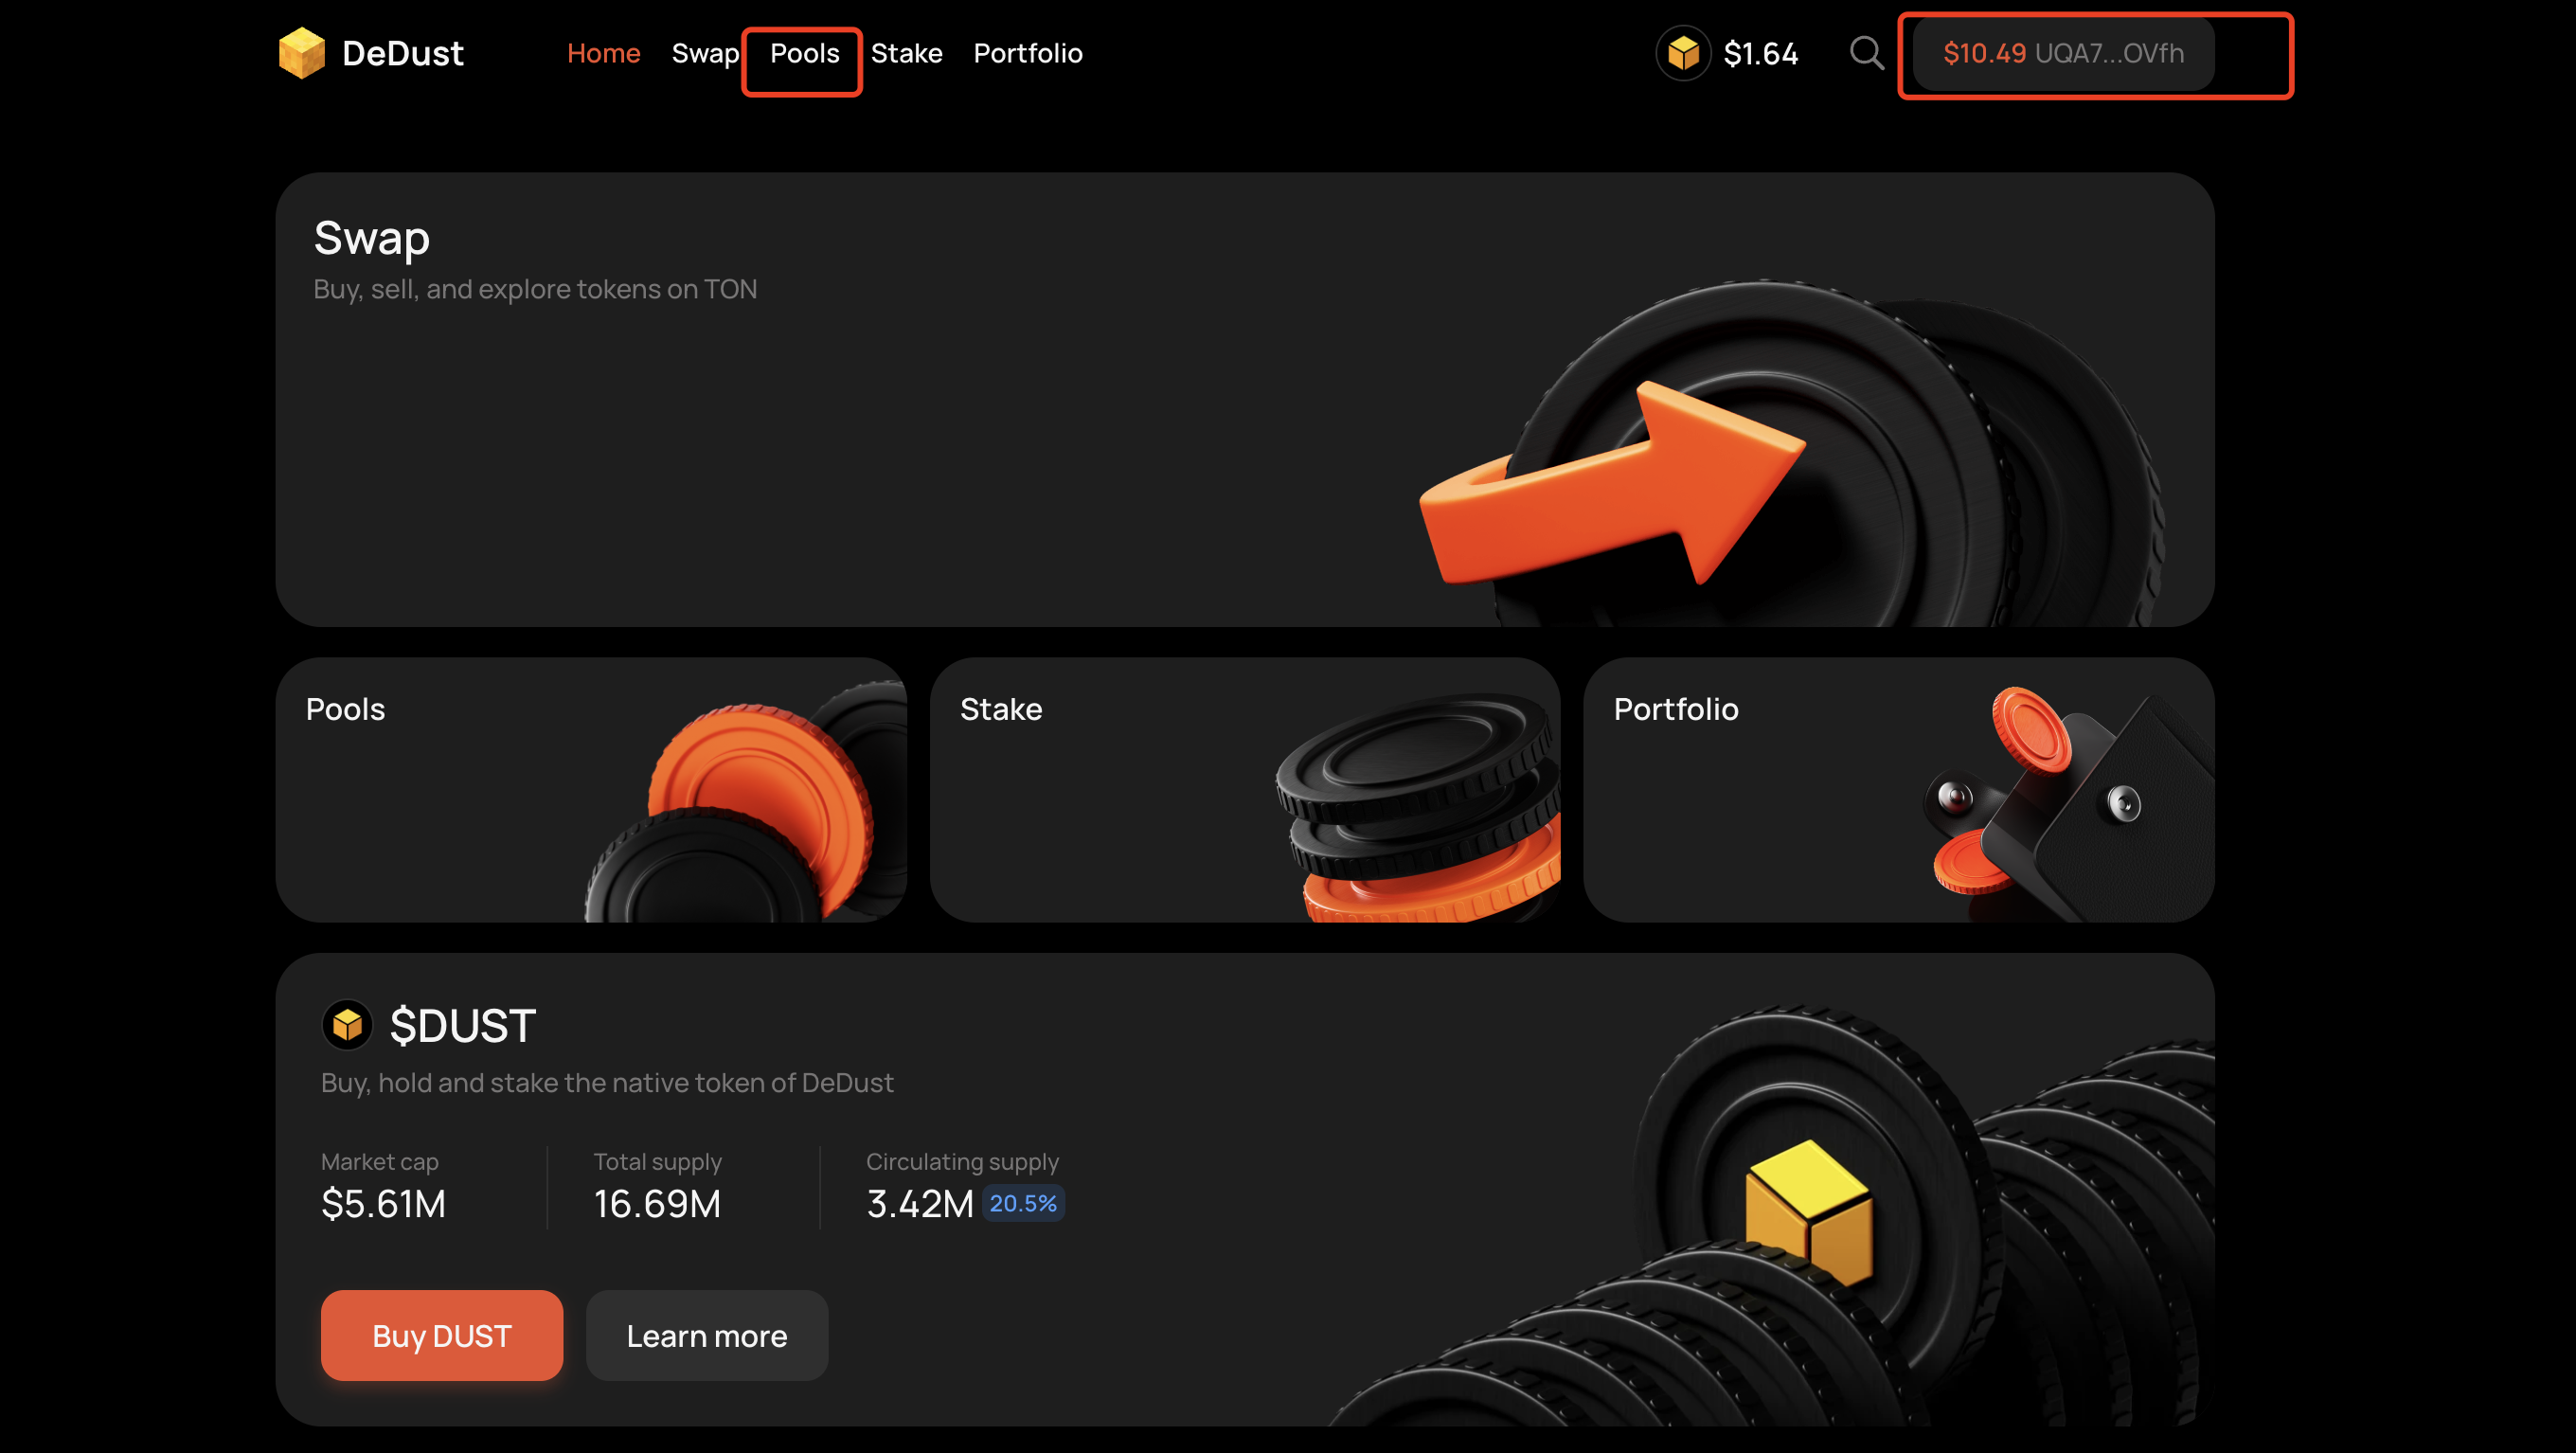 DeDust Home Swap Pools Stake Portfolio $1.64 $10.49 UQA7...OVfh
Swap
Buy, sell, and explore tokens on TON
Pools Stake Portfolio
$DUST
Buy, hold and stake the native token of DeDust
Market cap Total supply Circulating supply
$5.61M 16.69M 3.42M 20.5%
Buy DUST Learn more